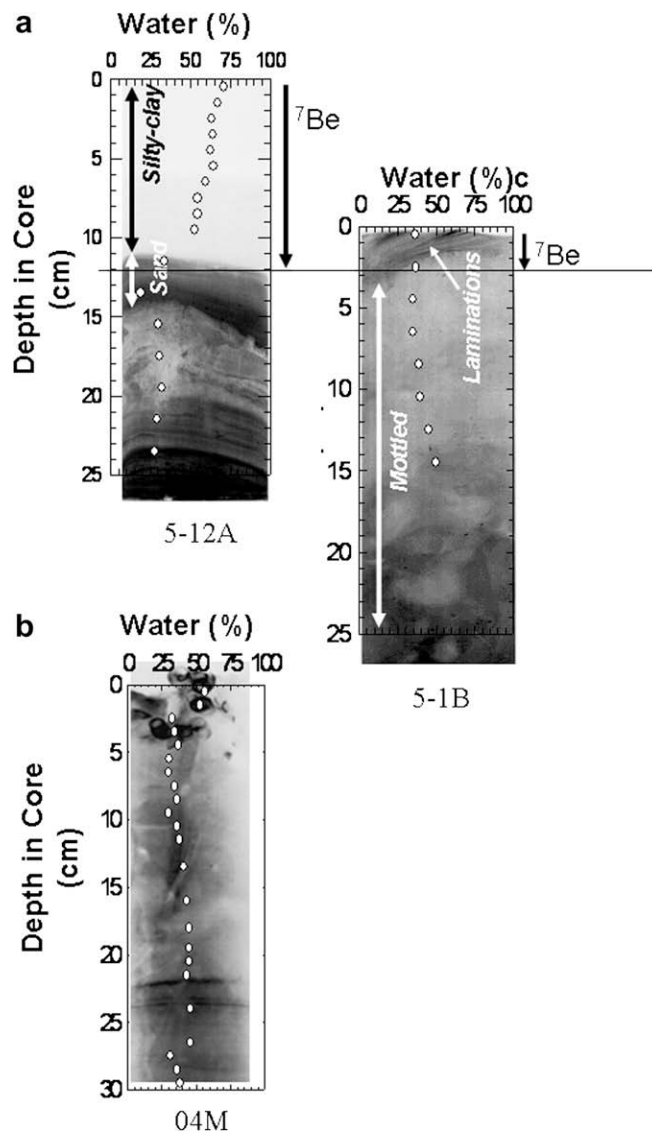 a
Water (%)
0 25 50 75 100
0
5
10
15
20
25
Depth in Core
(cm)
Silty-clay
Sand
7Be
5-12A
Water (%)c
0 25 50 75 100
0
5
10
15
20
25
7Be
Laminations
Mottled
5-1B
b
Water (%)
0 25 50 75 100
0
5
10
15
20
25
30
Depth in Core
(cm)
04M